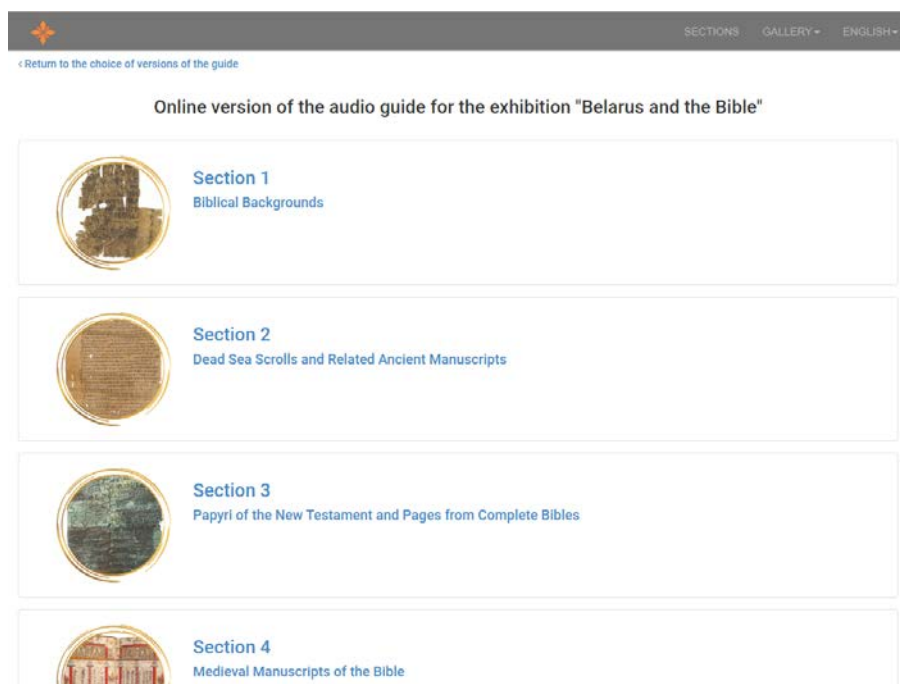 SECTIONS GALLERY ENGLISH
‹ Return to the choice of versions of the guide
Online version of the audio guide for the exhibition "Belarus and the Bible"
Section 1
Biblical Backgrounds
Section 2
Dead Sea Scrolls and Related Ancient Manuscripts
Section 3
Papyri of the New Testament and Pages from Complete Bibles
Section 4
Medieval Manuscripts of the Bible